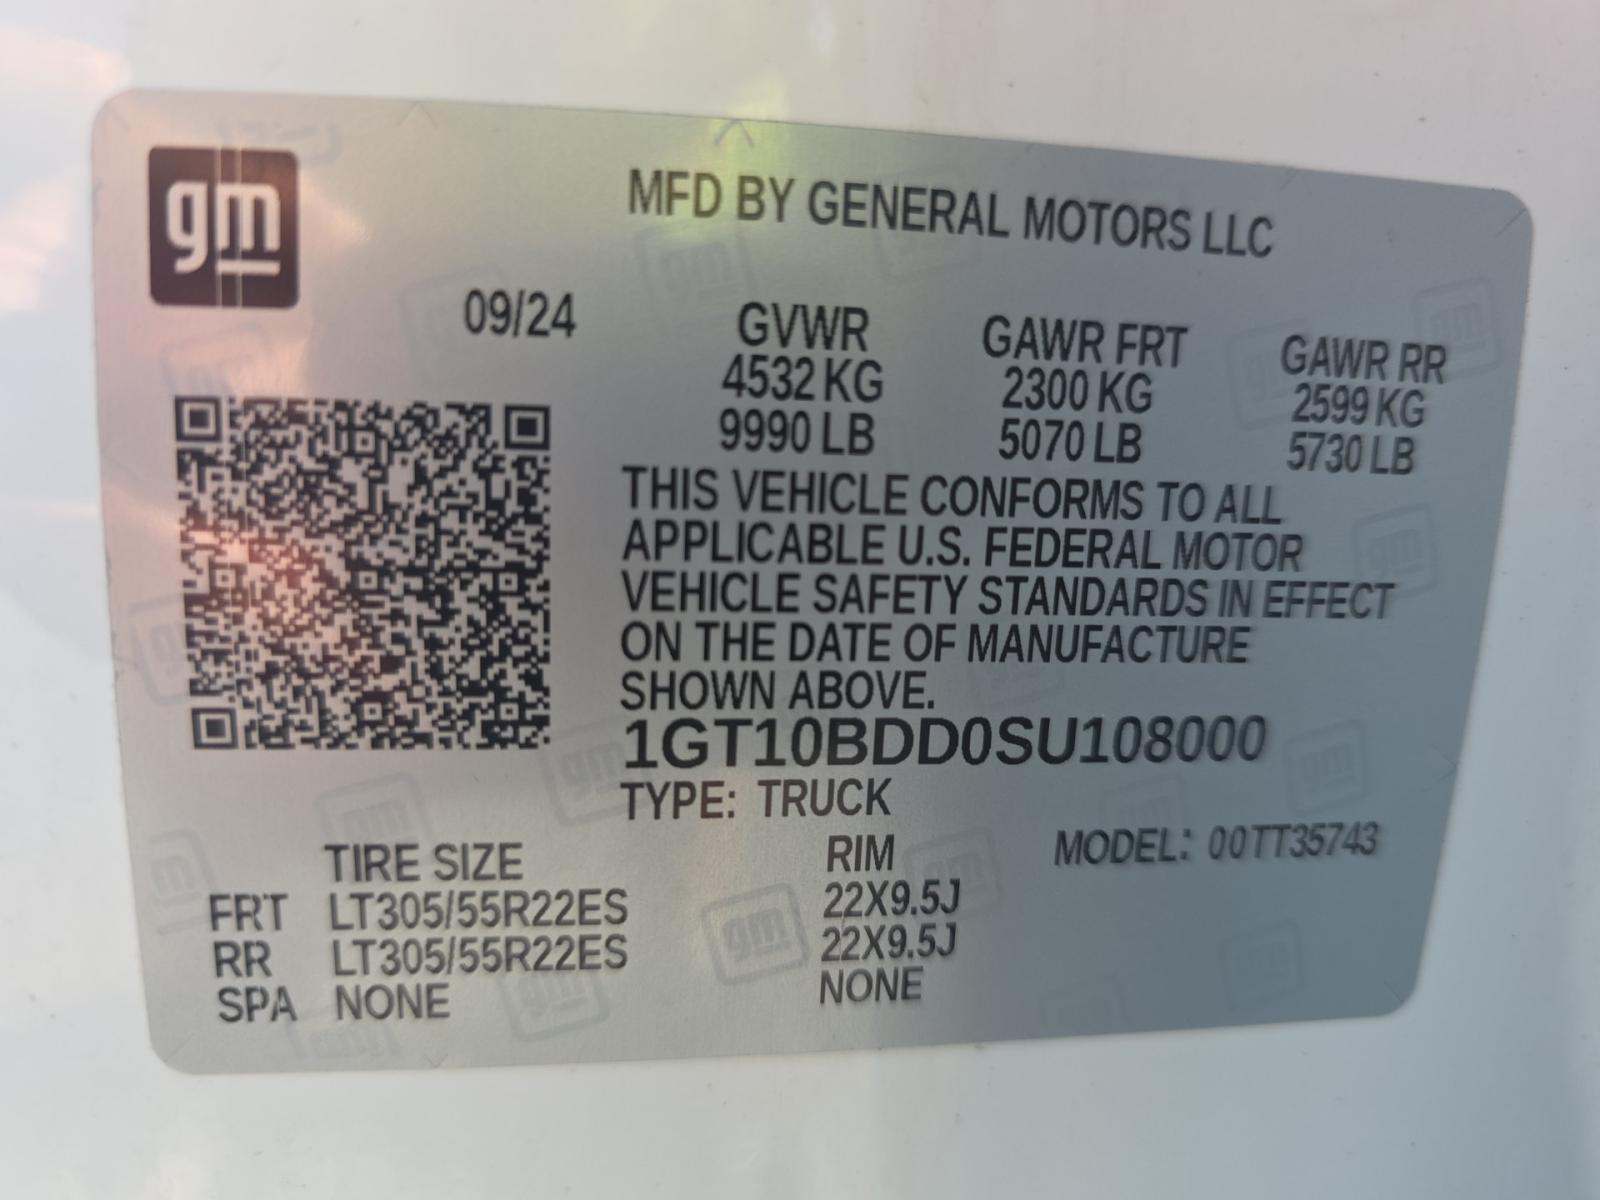 gm
MFD BY GENERAL MOTORS LLC
09/24 GVWR GAWR FRT GAWR RR
4532 KG 2300 KG 2599 KG
9990 LB 5070 LB 5730 LB
THIS VEHICLE CONFORMS TO ALL
APPLICABLE U.S. FEDERAL MOTOR
VEHICLE SAFETY STANDARDS IN EFFECT
ON THE DATE OF MANUFACTURE
SHOWN ABOVE.
1GT10BDD0SU108000
TYPE: TRUCK
TIRE SIZE RIM MODEL: 00TT35743
FRT LT305/55R22ES 22X9.5J
RR LT305/55R22ES 22X9.5J
SPA NONE NONE